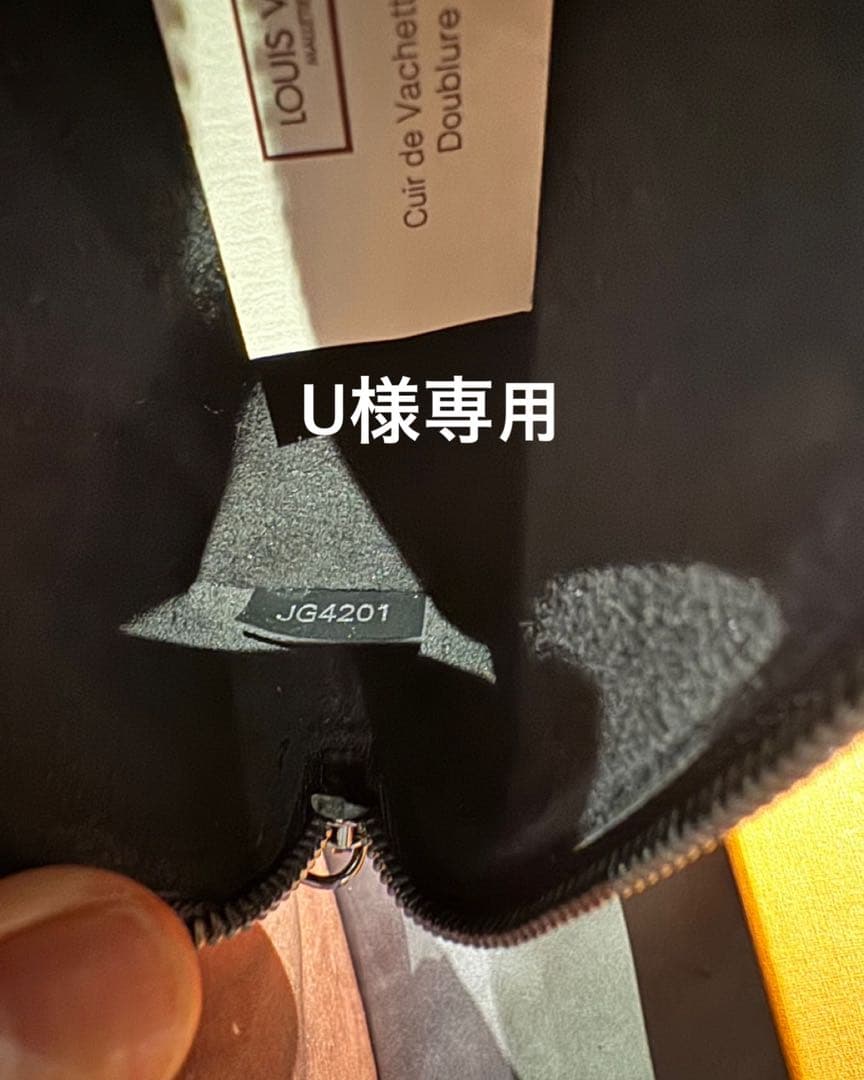 LOUIS V
Cuir de Vachett
Doublure
U様専用
JG4201